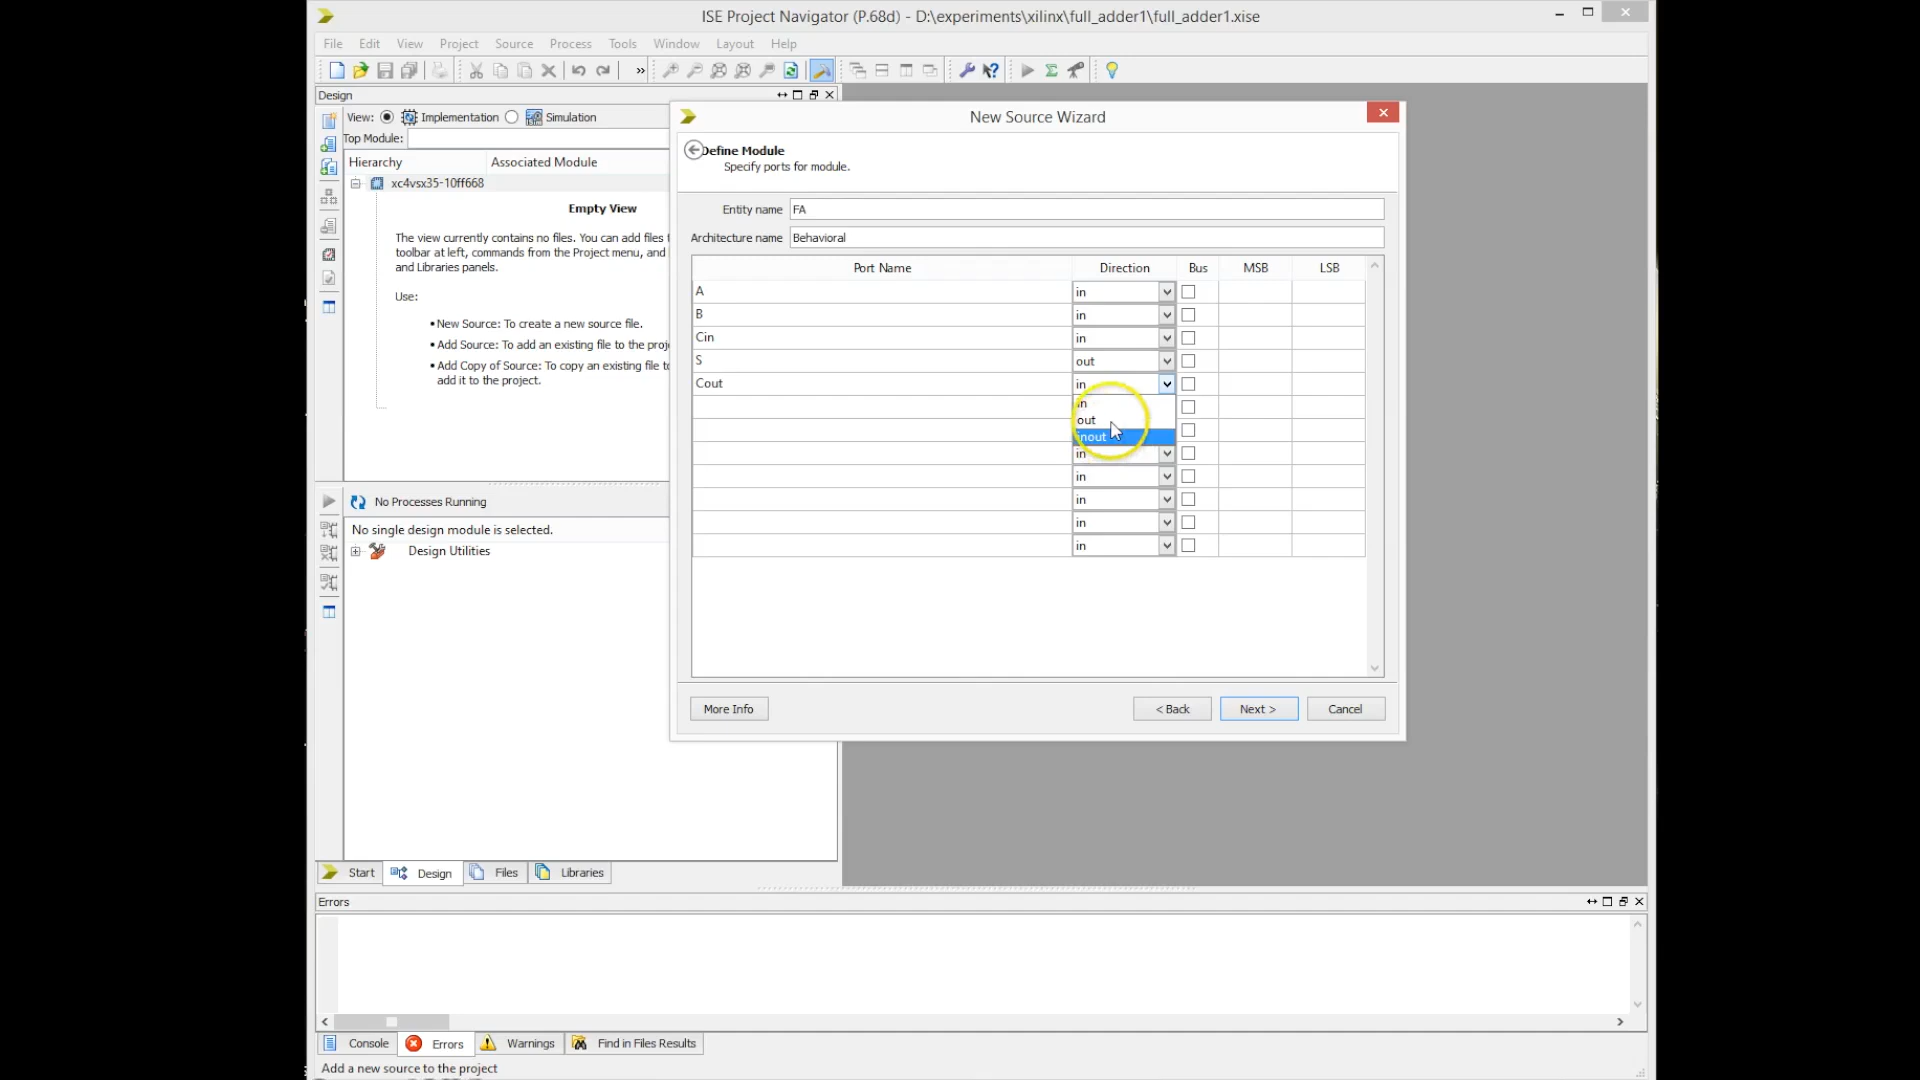 ISE Project Navigator (P.68d) - D:\experiments\xilinx\full_adder1\full_adder1.xise
File Edit View Project Source Process Tools Window Layout Help
Design
View: Implementation Simulation
Top Module:
Hierarchy Associated Module
xc4vsx35-10ff668
Empty View
The view currently contains no files. You can add files
toolbar at left, commands from the Project menu, and
and Libraries panels.
Use:
•New Source: To create a new source file.
•Add Source: To add an existing file to the
•Add Copy of Source: To copy an existing file
add it to the project.
No Processes Running
No single design module is selected.
Design Utilities
Start Design Files Libraries
New Source Wizard
Define Module
Specify ports for module.
Entity name FA
Architecture name Behavioral
Port Name Direction Bus MSB LSB
A in
B in
Cin in
S out
Cout in
in
out
inout
in
in
in
in
in
More Info < Back Next > Cancel
Errors
Console Errors Warnings Find in Files Results
Add a new source to the project